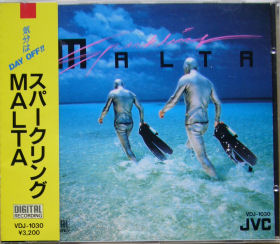 気分は
DAY OFF!!
スパークリング
MALTA
DIGITAL
RECORDING
VDJ-1030
¥3,200
Sparkling
MALTA
VDJ-1030
JVC